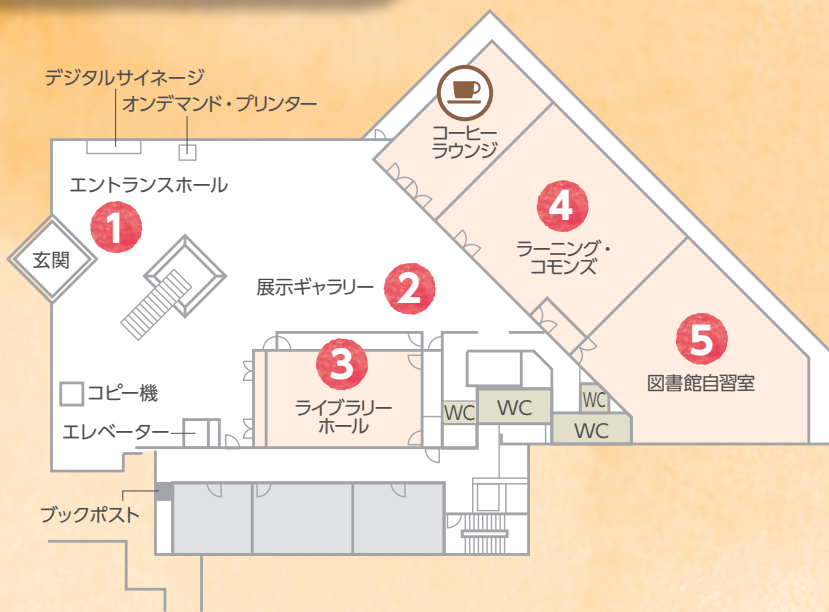 デジタルサイネージ
オンデマンド・プリンター
コーヒー
ラウンジ
エントランスホール
1
4
ラーニング・
コモンズ
玄関
展示ギャラリー
2
3
5
ライブラリー
ホール
図書館自習室
コピー機
エレベーター
WC
WC
WC
WC
ブックポスト